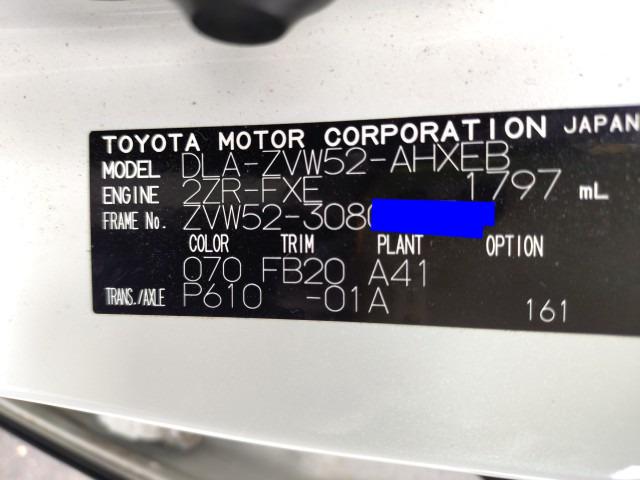 TOYOTA MOTOR CORPORATION JAPAN
MODEL DLA-ZVW52-AHXEB
ENGINE 2ZR-FXE 1797 mL
FRAME No. ZVW52-3080
COLOR TRIM PLANT OPTION
070 FB20 A41
TRANS./AXLE P610 -01A 161